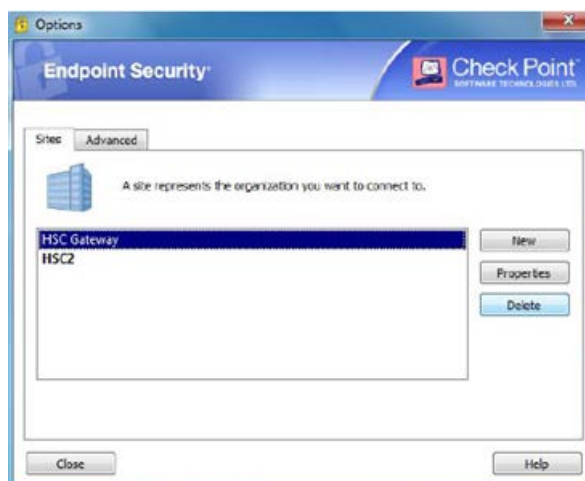 Options
Endpoint Security
Check Point
SOFTWARE TECHNOLOGIES LTD.
Sites
Advanced
A site represents the organization you want to connect to.
HSC Gateway
HSC2
New
Properties
Delete
Close
Help